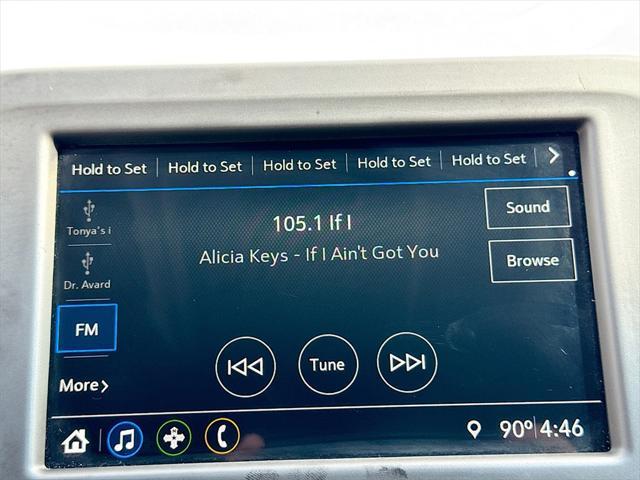 Hold to Set Hold to Set Hold to Set Hold to Set Hold to Set
Tonya's i
105.1 If I
Sound
Alicia Keys - If I Ain't Got You
Browse
Dr. Avard
FM
Tune
More
90° 4:46